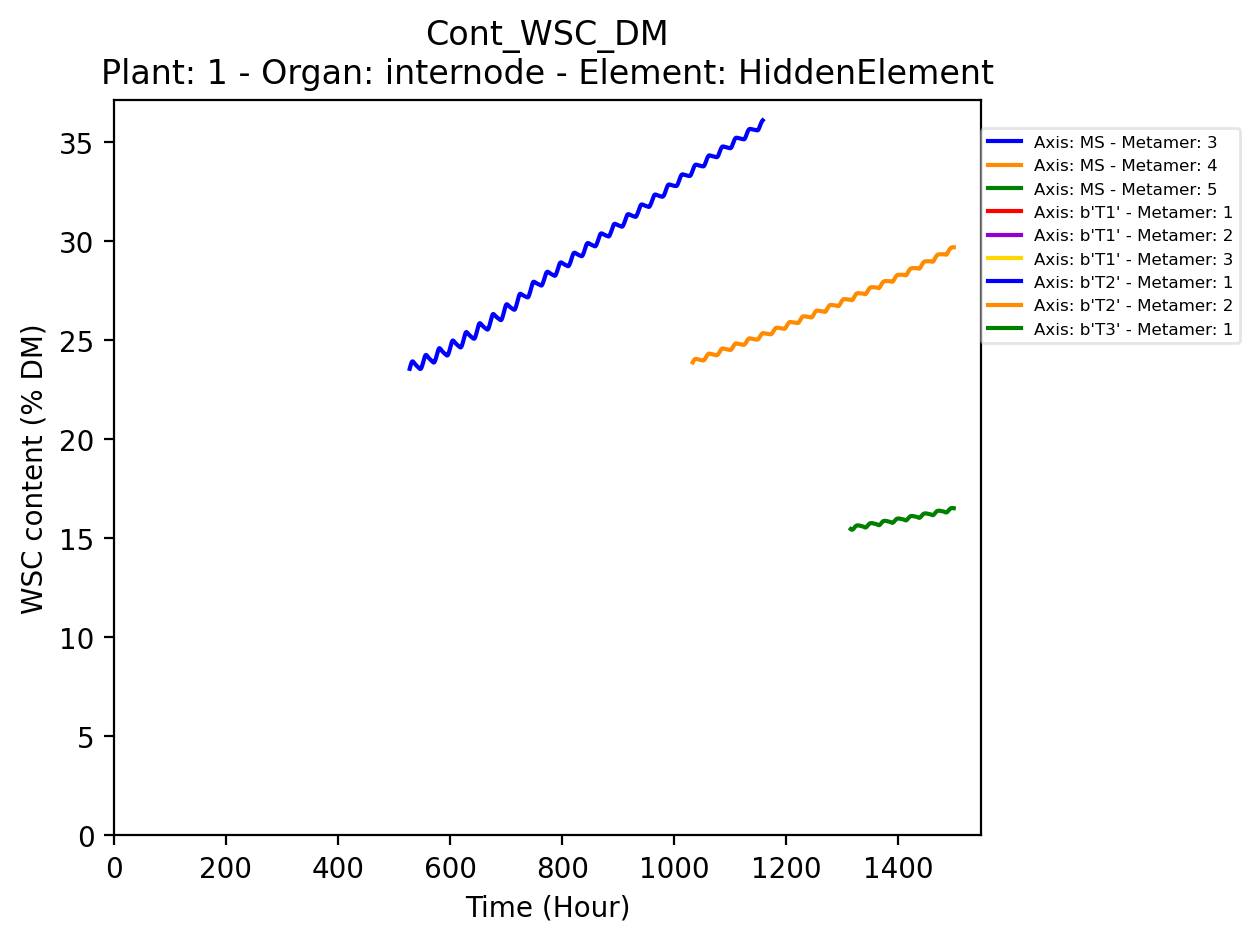 Cont_WSC_DM
Plant: 1 - Organ: internode - Element: HiddenElement
35
30
25
20
15
10
5
0
WSC content (% DM)
0 200 400 600 800 1000 1200 1400
Time (Hour)
Axis: MS - Metamer: 3
Axis: MS - Metamer: 4
Axis: MS - Metamer: 5
Axis: b'T1' - Metamer: 1
Axis: b'T1' - Metamer: 2
Axis: b'T1' - Metamer: 3
Axis: b'T2' - Metamer: 1
Axis: b'T2' - Metamer: 2
Axis: b'T3' - Metamer: 1